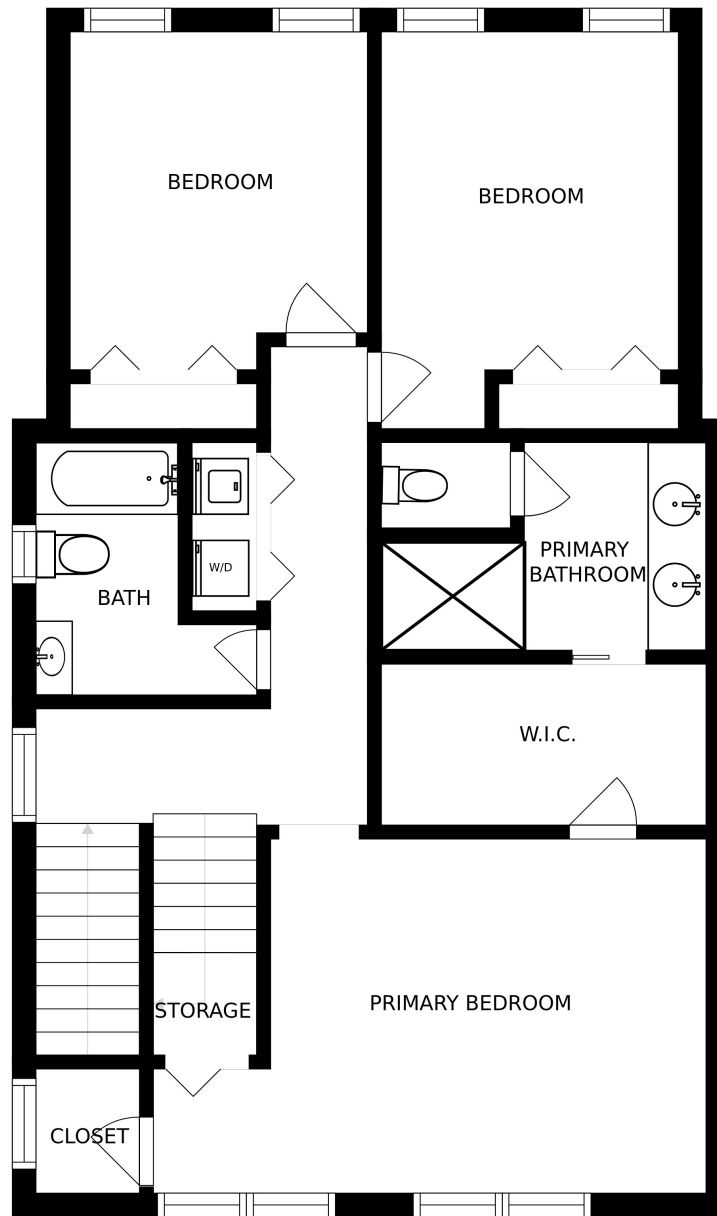 BEDROOM
BEDROOM
PRIMARY
BATHROOM
W/D
BATH
W.I.C.
PRIMARY BEDROOM
STORAGE
CLOSET